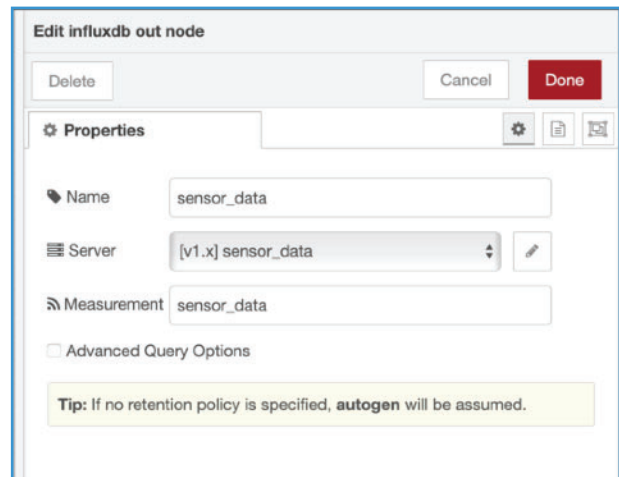 Edit influxdb out node
Delete
Cancel
Done
Properties
Name
sensor_data
Server
[v1.x] sensor_data
Measurement
sensor_data
Advanced Query Options
Tip: If no retention policy is specified, autogen will be assumed.